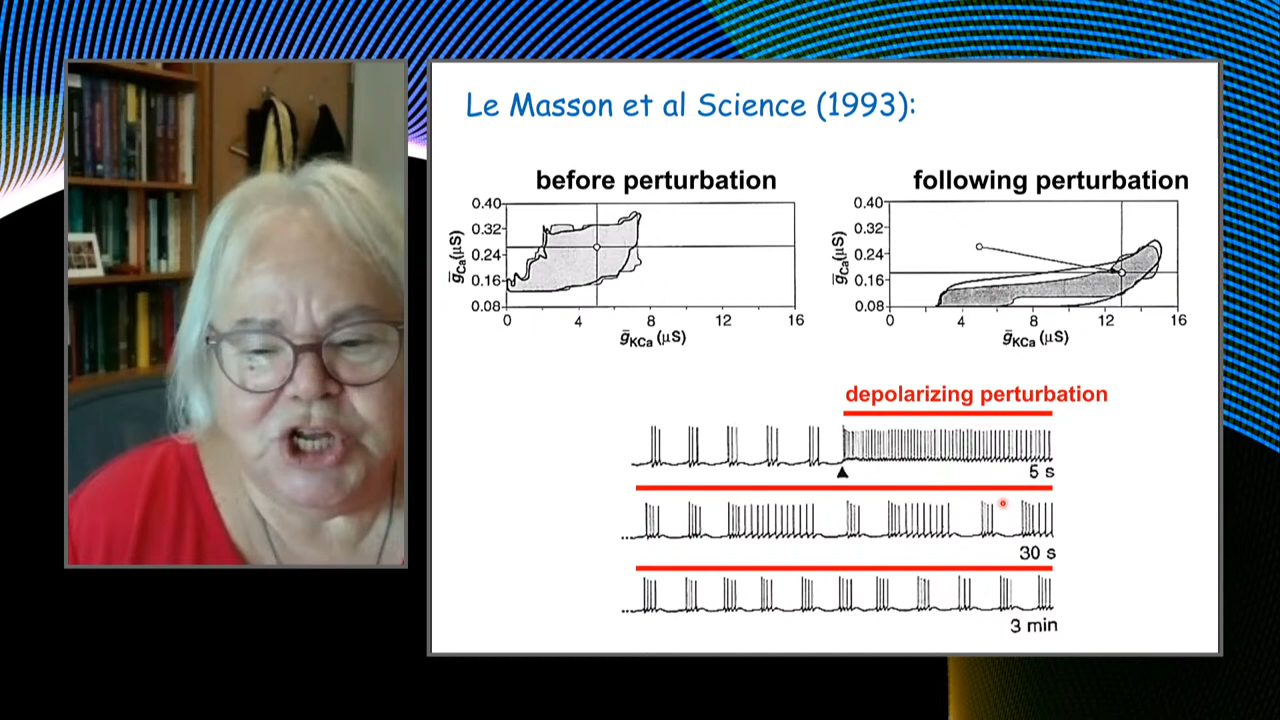 Le Masson et al Science (1993):
before perturbation
0.40
0.32
0.24
0.16
0.08
ḡCa(μS)
0 4 8 12 16
ḡKCa (μS)
following perturbation
0.40
0.32
0.24
0.16
0.08
ḡCa(μS)
0 4 8 12 16
ḡKCa (μS)
depolarizing perturbation
5 s
30 s
3 min